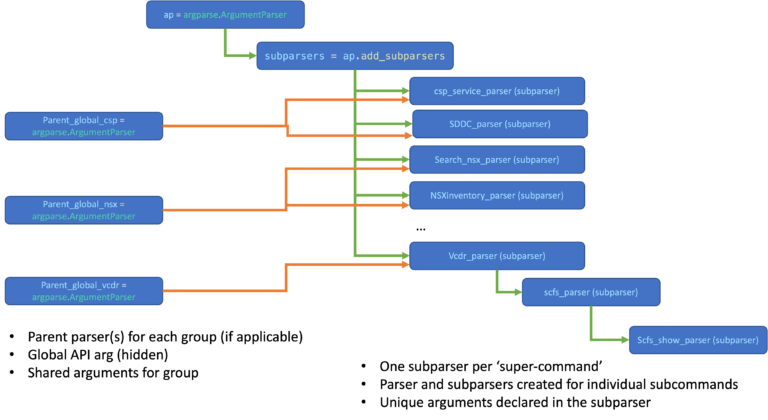 ap = argparse.ArgumentParser
subparsers = ap.add_subparsers
csp_service_parser (subparser)
Parent_global_csp =
argparse.ArgumentParser
SDDC_parser (subparser)
Search_nsx_parser (subparser)
Parent_global_nsx =
argparse.ArgumentParser
NSXinventory_parser (subparser)
...
Vcdr_parser (subparser)
Parent_global_vcdr =
argparse.ArgumentParser
scfs_parser (subparser)
Scfs_show_parser (subparser)
• Parent parser(s) for each group (if applicable)
• Global API arg (hidden)
• Shared arguments for group
• One subparser per ‘super-command’
• Parser and subparsers created for individual subcommands
• Unique arguments declared in the subparser